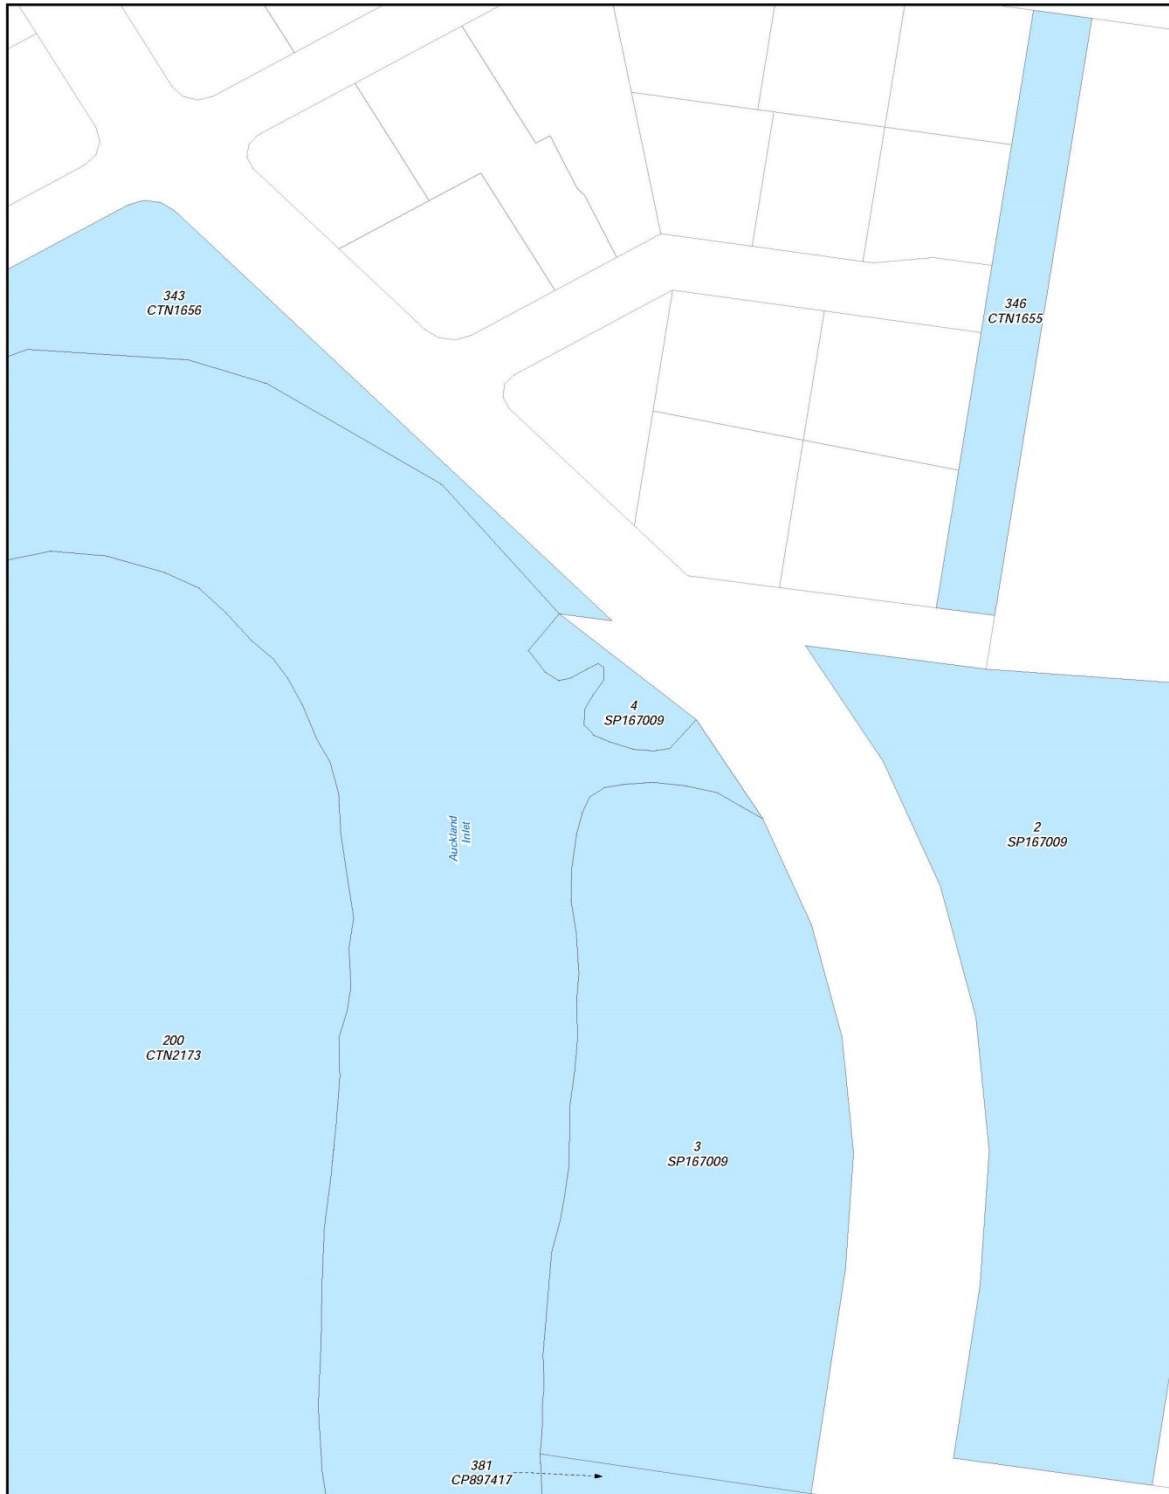 343
CTN1656
346
CTN1655
4
SP167009
Auckland
Inlet
2
SP167009
200
CTN2173
3
SP167009
381
CP897417